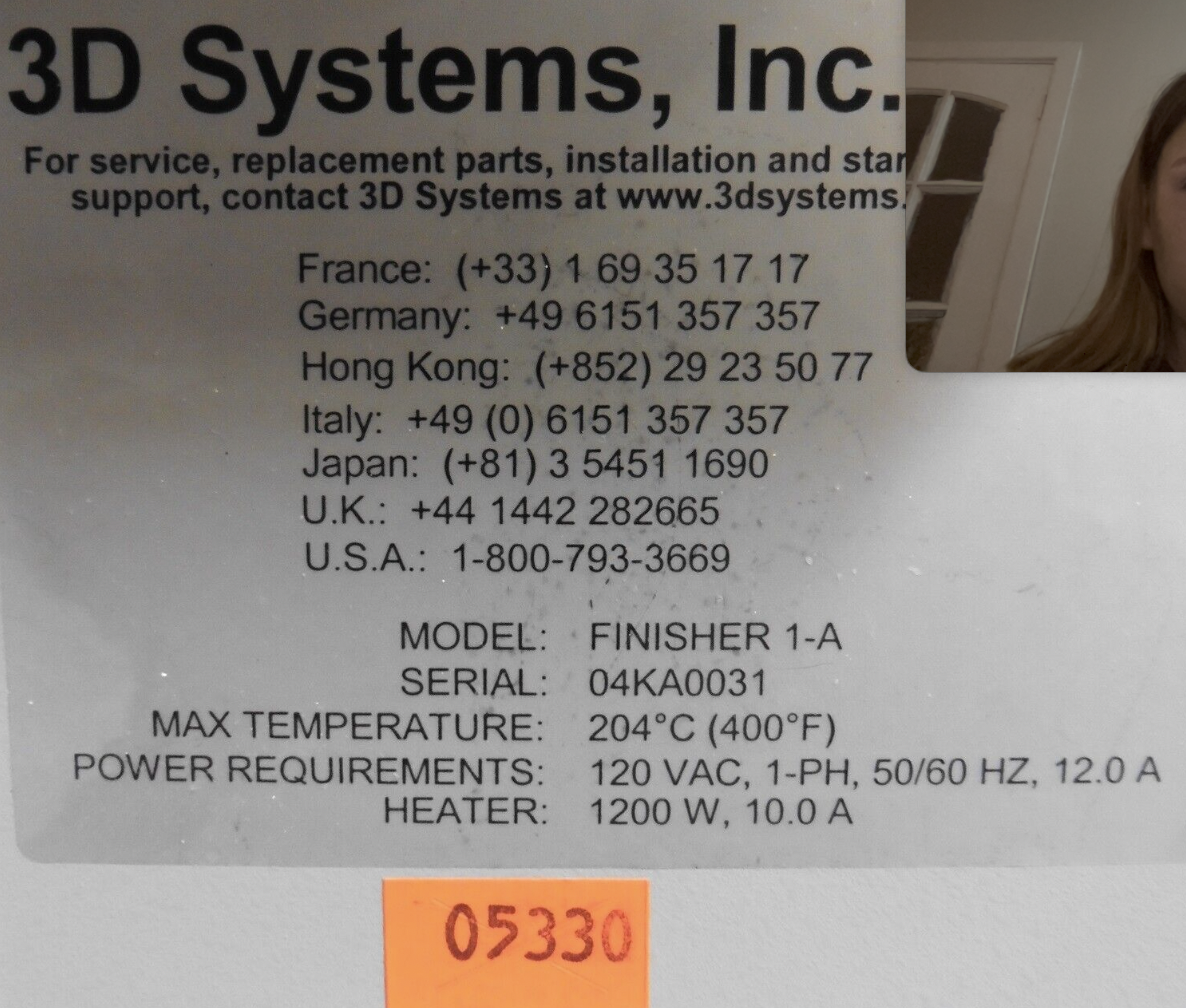 3D Systems, Inc.
For service, replacement parts, installation and
support, contact 3D Systems at www.3dsystems.
France: (+33) 1 69 35 17 17
Germany: +49 6151 357 357
Hong Kong: (+852) 29 23 50 77
Italy: +49 (0) 6151 357 357
Japan: (+81) 3 5451 1690
U.K.: +44 1442 282665
U.S.A.: 1-800-793-3669
MODEL: FINISHER 1-A
SERIAL: 04KA0031
MAX TEMPERATURE: 204°C (400°F)
POWER REQUIREMENTS: 120 VAC, 1-PH, 50/60 HZ, 12.0 A
HEATER: 1200 W, 10.0 A
05330